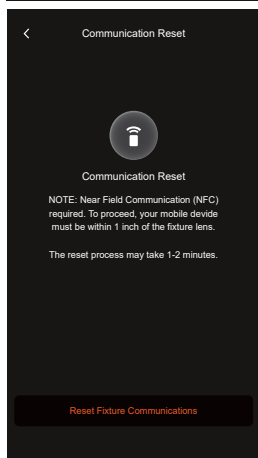 Communication Reset
Communication Reset
NOTE: Near Field Communication (NFC)
required. To proceed, your mobile devide
must be within 1 inch of the fixture lens.
The reset process may take 1-2 minutes.
Reset Fixture Communications